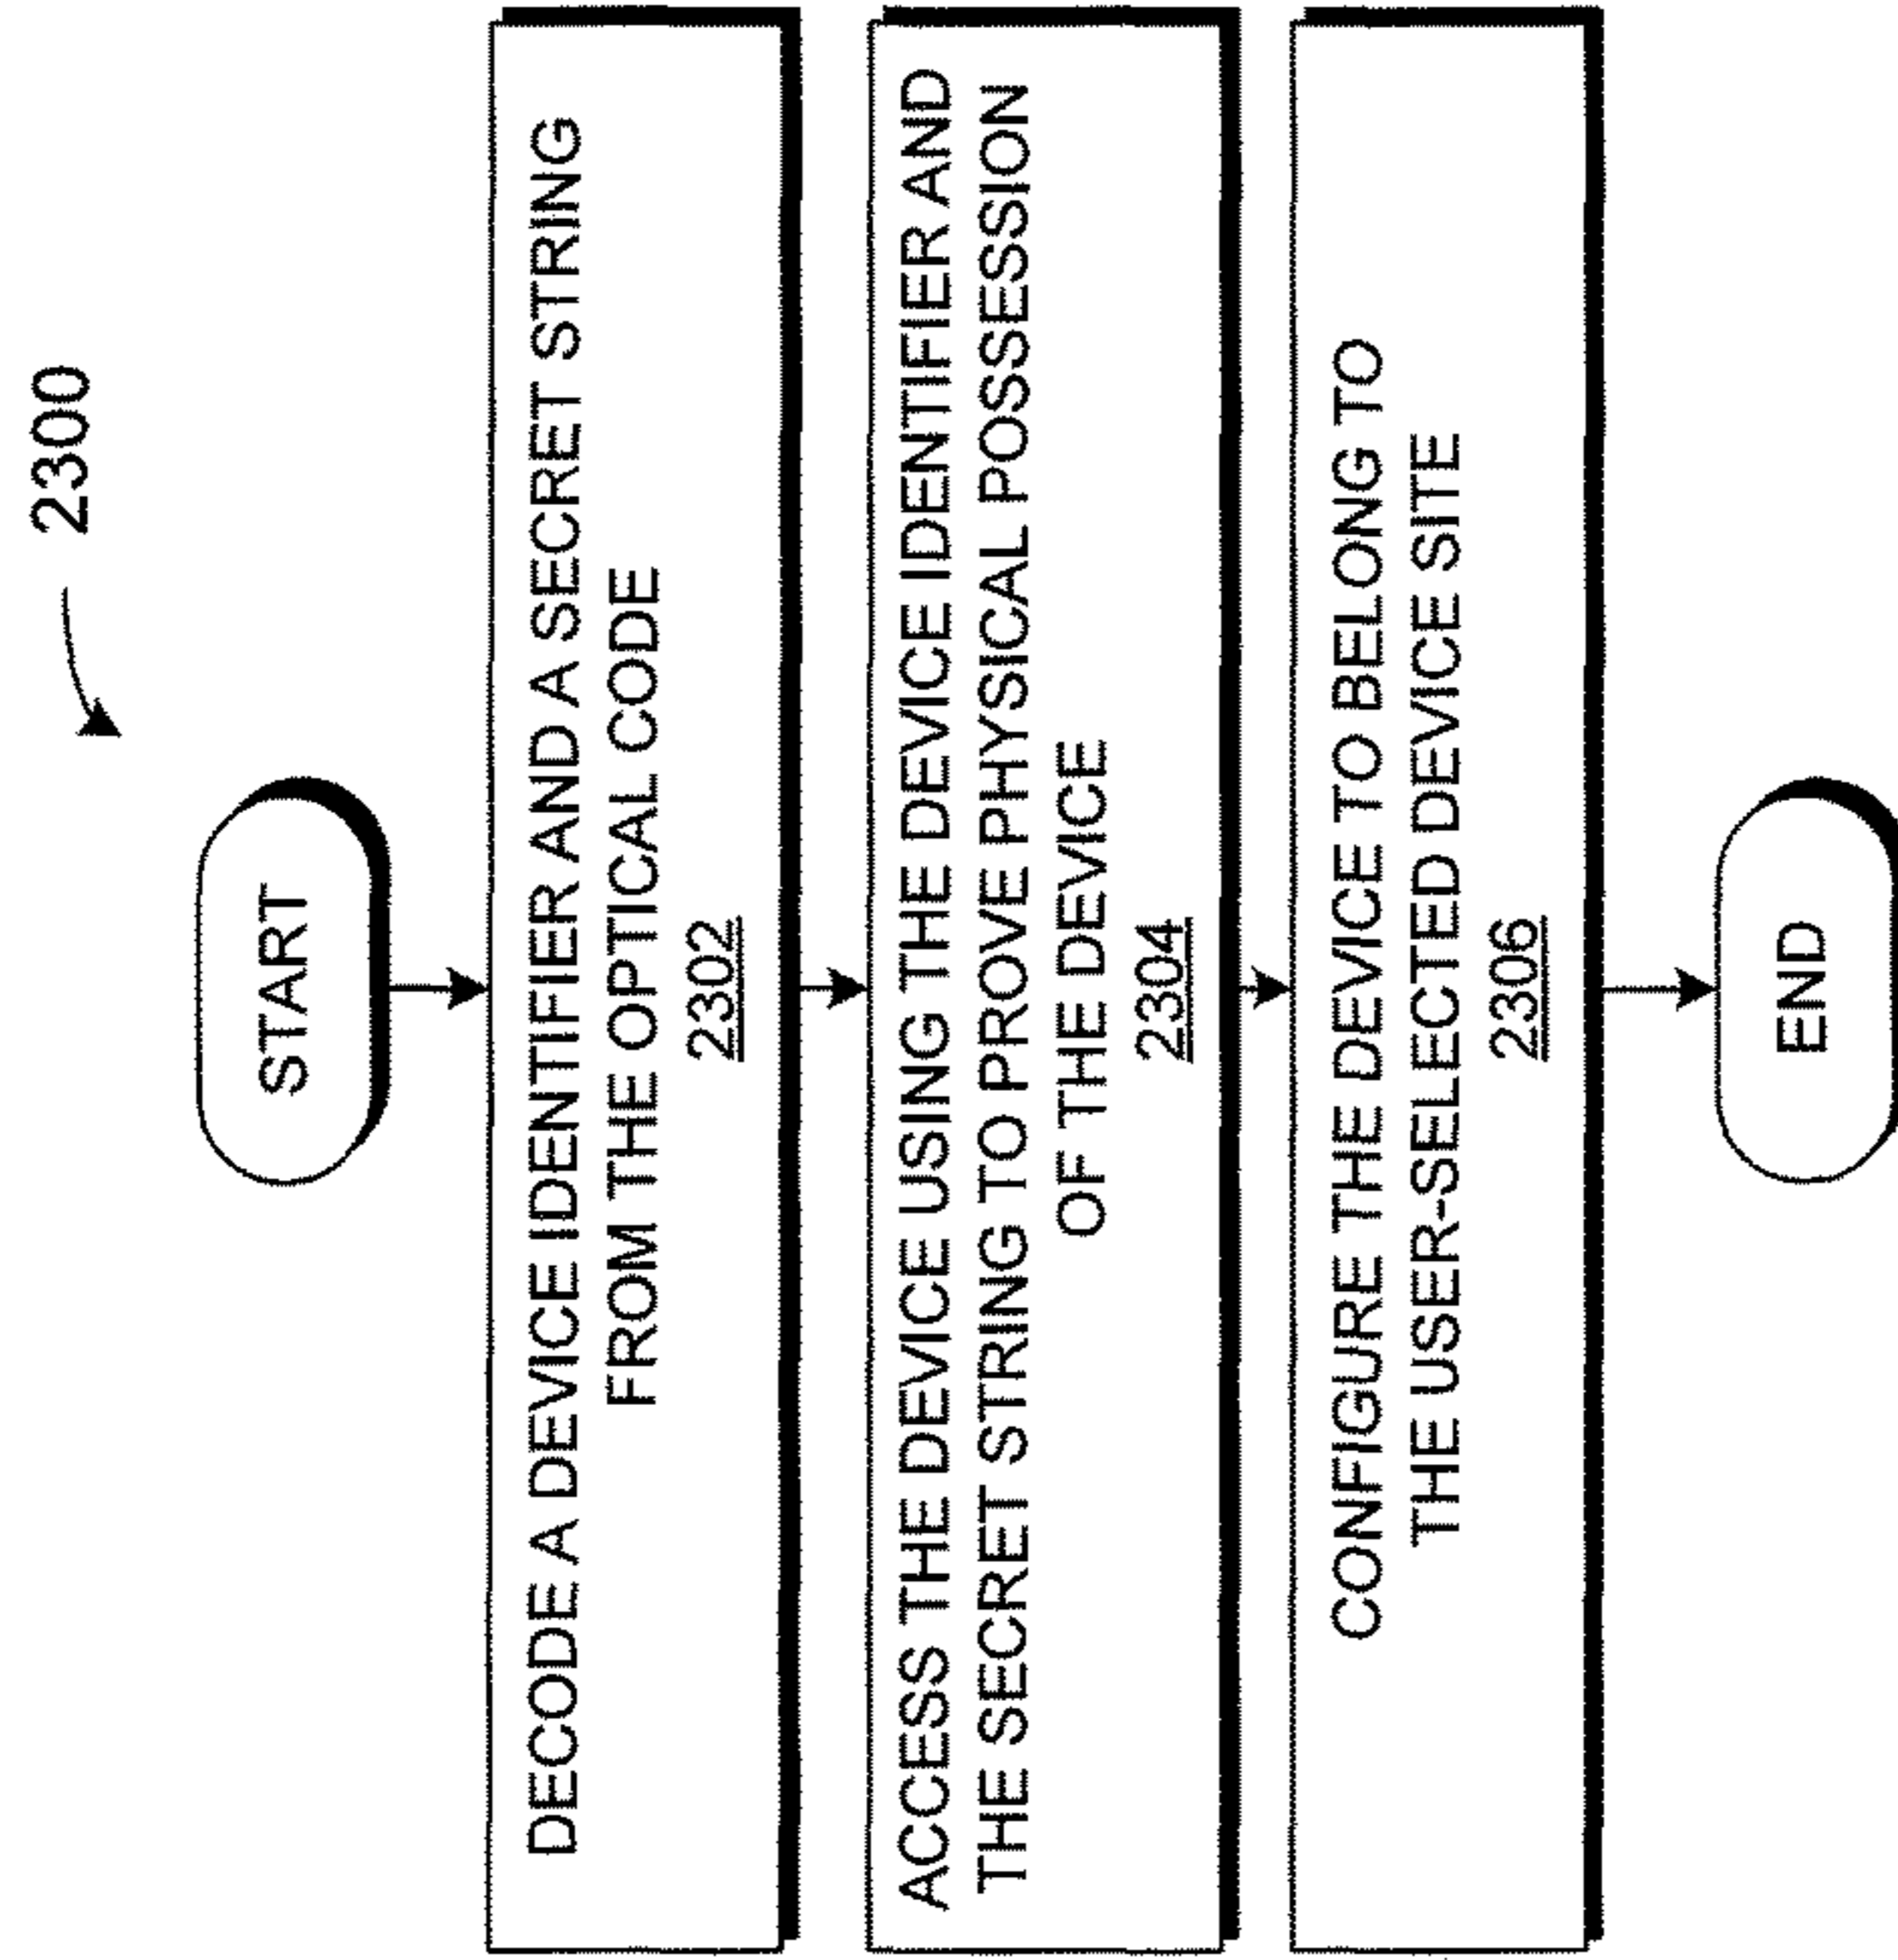 2300
START
DECODE A DEVICE IDENTIFIER AND A SECRET STRING
FROM THE OPTICAL CODE
2302
ACCESS THE DEVICE USING THE DEVICE IDENTIFIER AND
THE SECRET STRING TO PROVE PHYSICAL POSSESSION
OF THE DEVICE
2304
CONFIGURE THE DEVICE TO BELONG TO
THE USER-SELECTED DEVICE SITE
2306
END